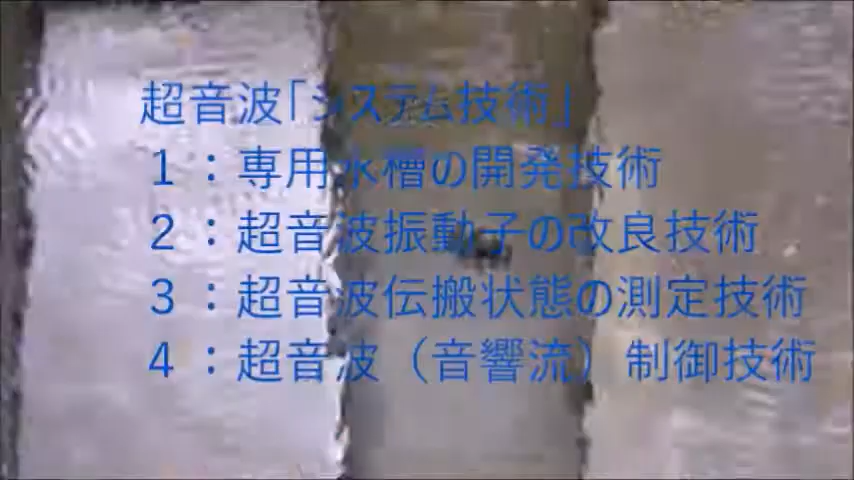 超音波「システム技術」
1：専用水槽の開発技術
2：超音波振動子の改良技術
3：超音波伝搬状態の測定技術
4：超音波（音響流）制御技術